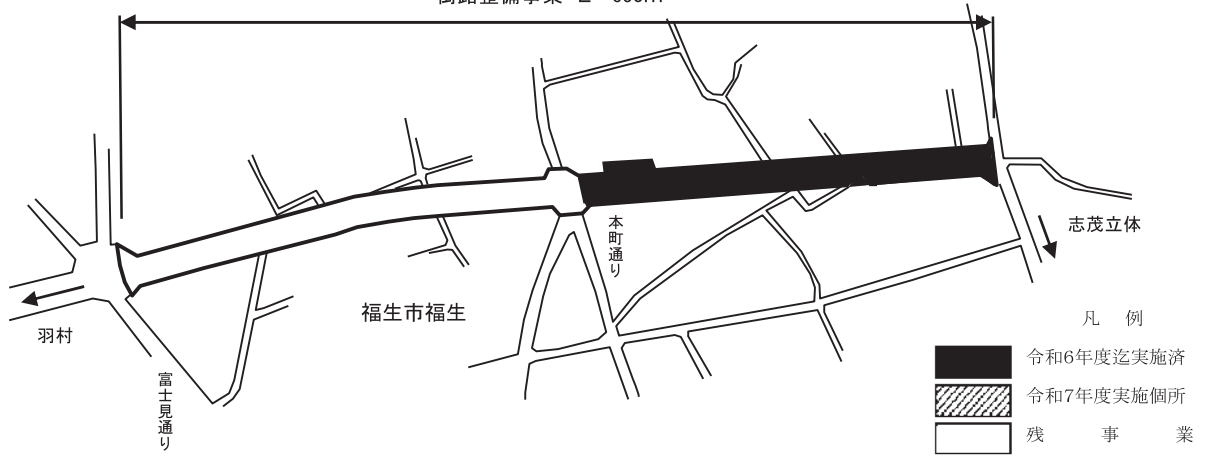 志茂立体
本町通り
福生市福生
羽村
富士見通り
凡 例
令和6年度迄実施済
令和7年度実施個所
残 事 業